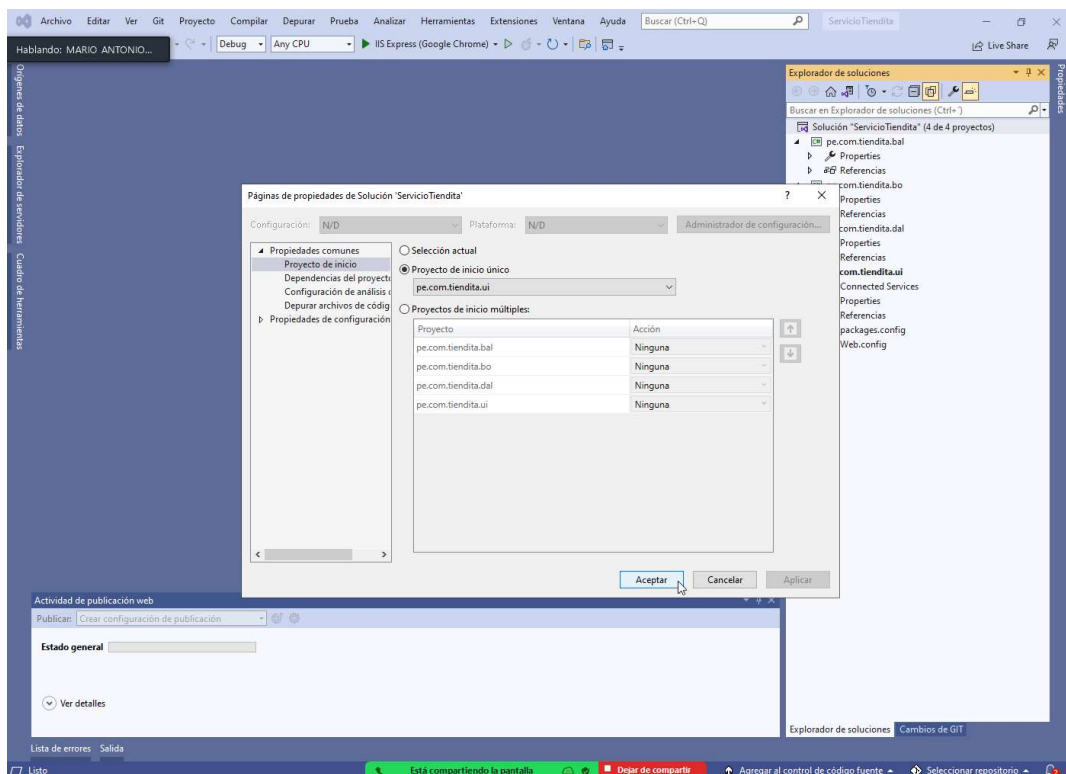 Archivo Editar Ver Git Proyecto Compilar Depurar Prueba Analizar Herramientas Extensiones Ventana Ayuda Buscar (Ctrl+Q) ServicioTiendita
Hablando: MARIO ANTONIO... Debug Any CPU IIS Express (Google Chrome) Live Share
Orígenes de datos
Explorador de servidores
Cuadro de herramientas
Explorador de soluciones
Propiedades
Buscar en Explorador de soluciones (Ctrl+´)
Solución "ServicioTiendita" (4 de 4 proyectos)
pe.com.tiendita.bal
Properties
Referencias
com.tiendita.bo
Properties
Referencias
com.tiendita.dal
Properties
Referencias
com.tiendita.ui
Connected Services
Properties
Referencias
packages.config
Web.config
Páginas de propiedades de Solución 'ServicioTiendita' ?
Configuración: N/D Plataforma: N/D Administrador de configuración...
Propiedades comunes
Proyecto de inicio
Dependencias del proyecto
Configuración de análisis
Depurar archivos de códig
Propiedades de configuración
Selección actual
Proyecto de inicio único
pe.com.tiendita.ui
Proyectos de inicio múltiples:
Proyecto Acción
pe.com.tiendita.bal Ninguna
pe.com.tiendita.bo Ninguna
pe.com.tiendita.dal Ninguna
pe.com.tiendita.ui Ninguna
Aceptar Cancelar Aplicar
Actividad de publicación web
Publicar: Crear configuración de publicación
Estado general
Ver detalles
Explorador de soluciones Cambios de GIT
Lista de errores Salida
Listo Está compartiendo la pantalla Dejar de compartir Agregar al control de código fuente Seleccionar repositorio 2